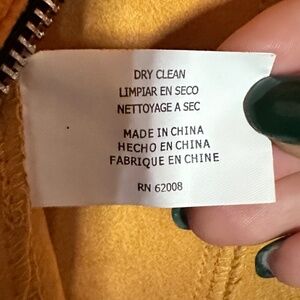 DRY CLEAN
LIMPIAR EN SECO
NETTOYAGE A SEC
MADE IN CHINA
HECHO EN CHINA
FABRIQUE EN CHINE
RN 62008